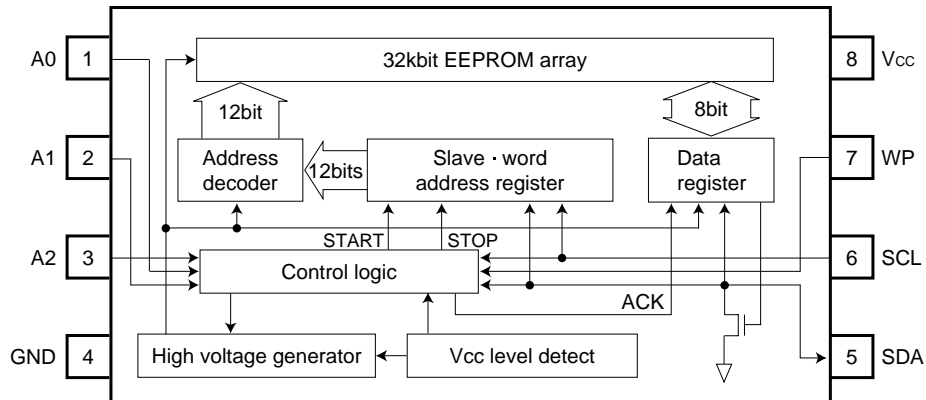 A0 1
32kbit EEPROM array
8 Vcc
12bit
8bit
A1 2
Address
decoder
12bits
Slave · word
address register
Data
register
7 WP
START
STOP
A2 3
Control logic
6 SCL
ACK
GND 4
High voltage generator
Vcc level detect
5 SDA